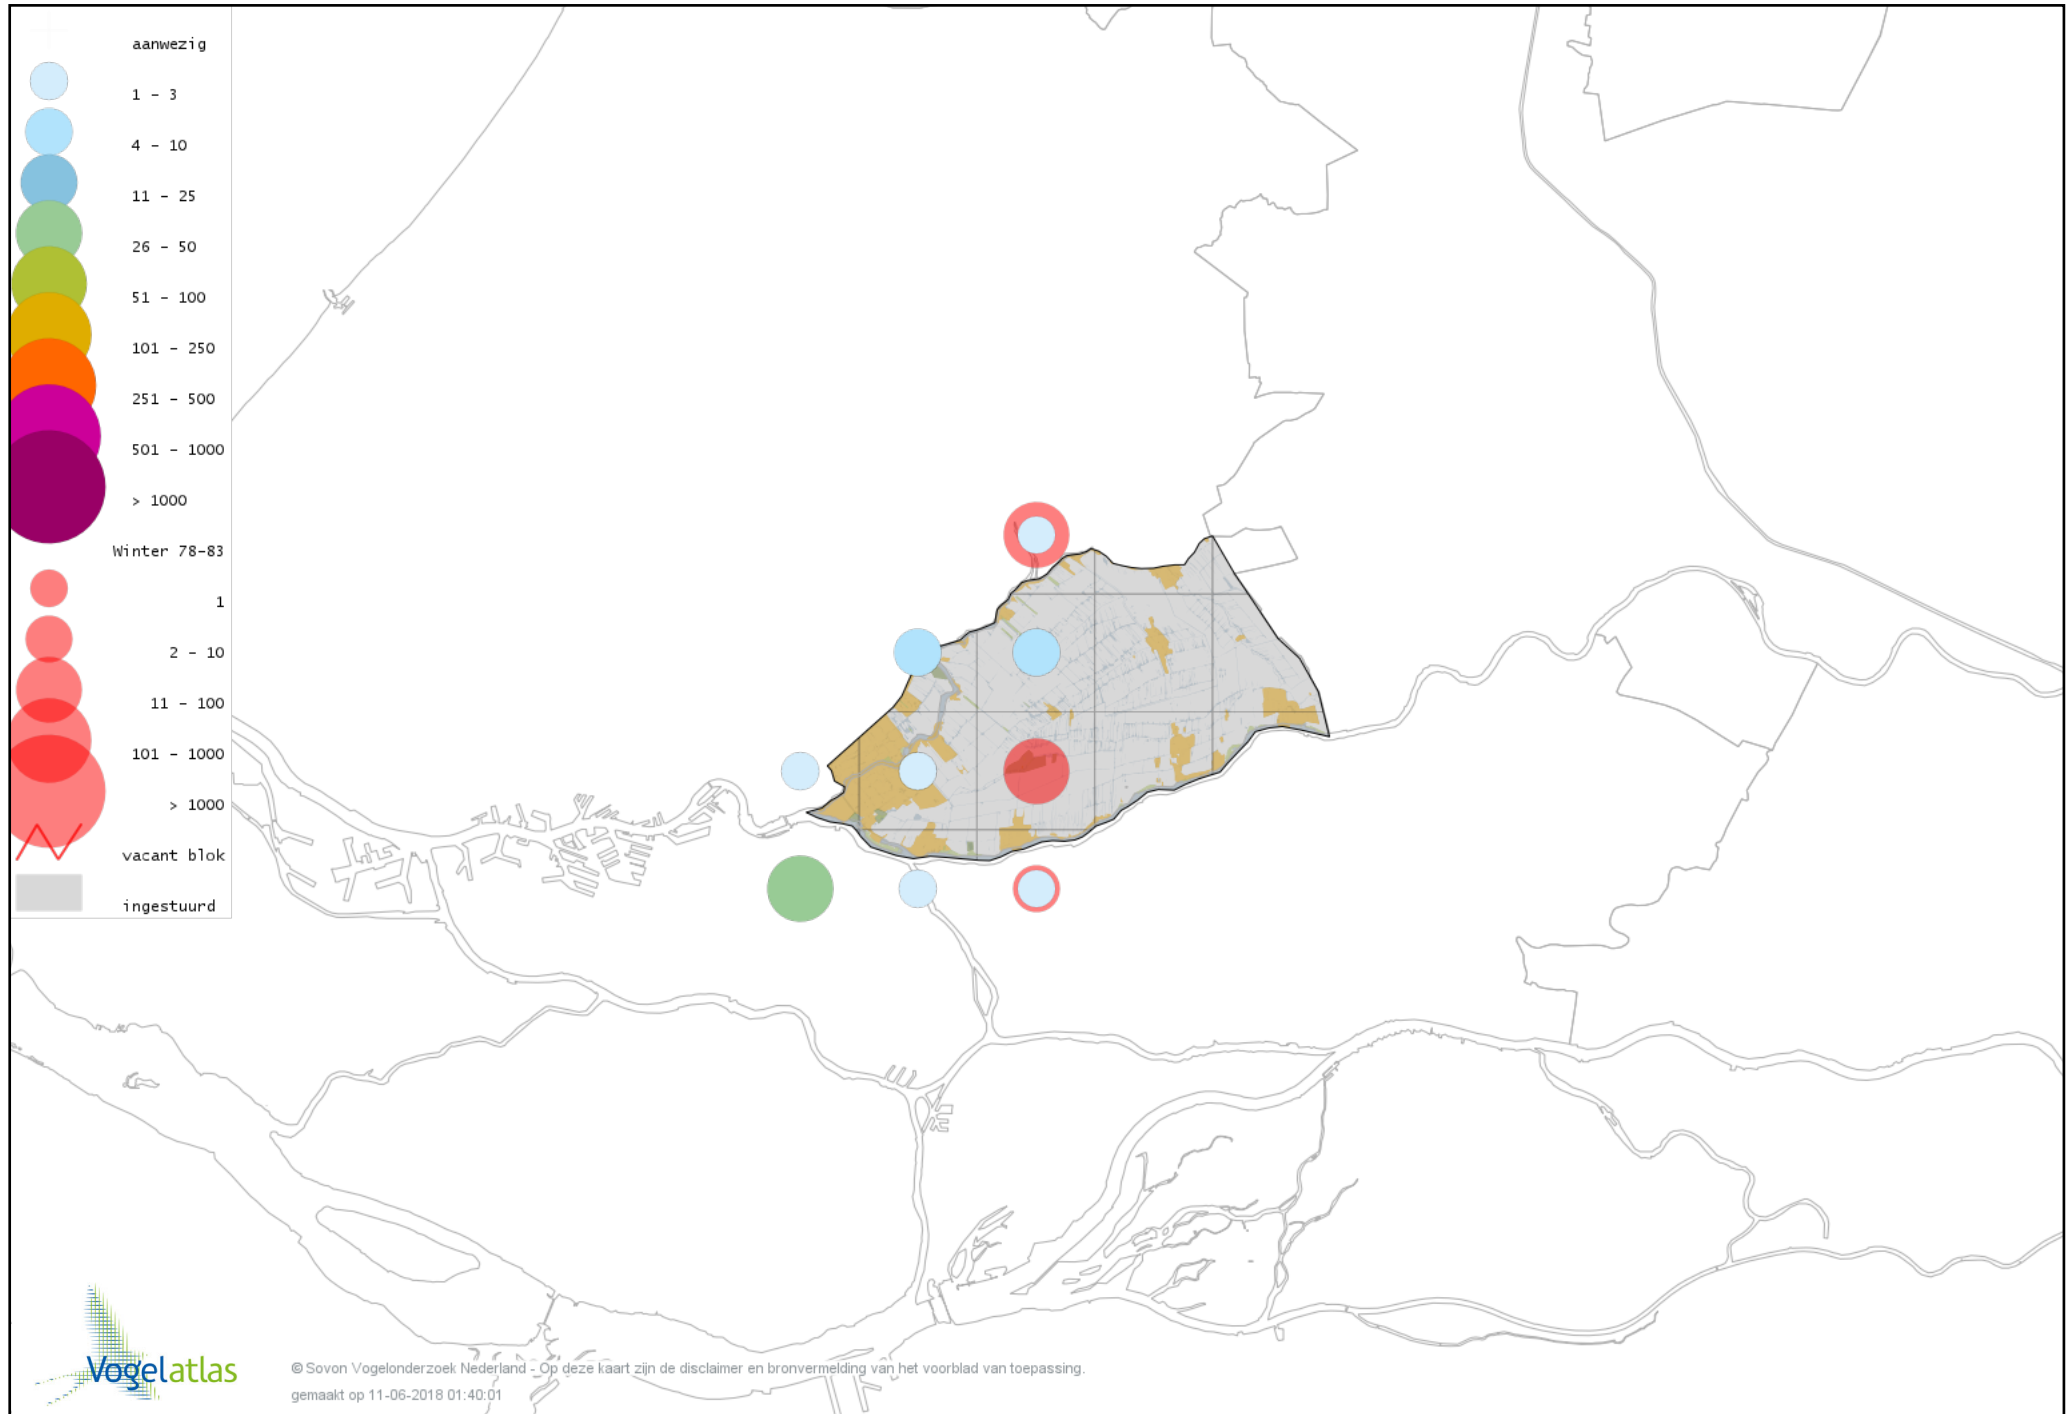 aanwezig
1 – 3
4 – 10
11 – 25
26 – 50
51 – 100
101 – 250
251 – 500
501 – 1000
> 1000
Winter 78-83
1
2 – 10
11 – 100
101 – 1000
> 1000
vacant blok
ingestuurd
Vogelatlas
© Sovon Vogelonderzoek Nederland - Op deze kaart zijn de disclaimer en bronvermelding van het voorblad van toepassing.
gemaakt op 11-06-2018 01:40:01